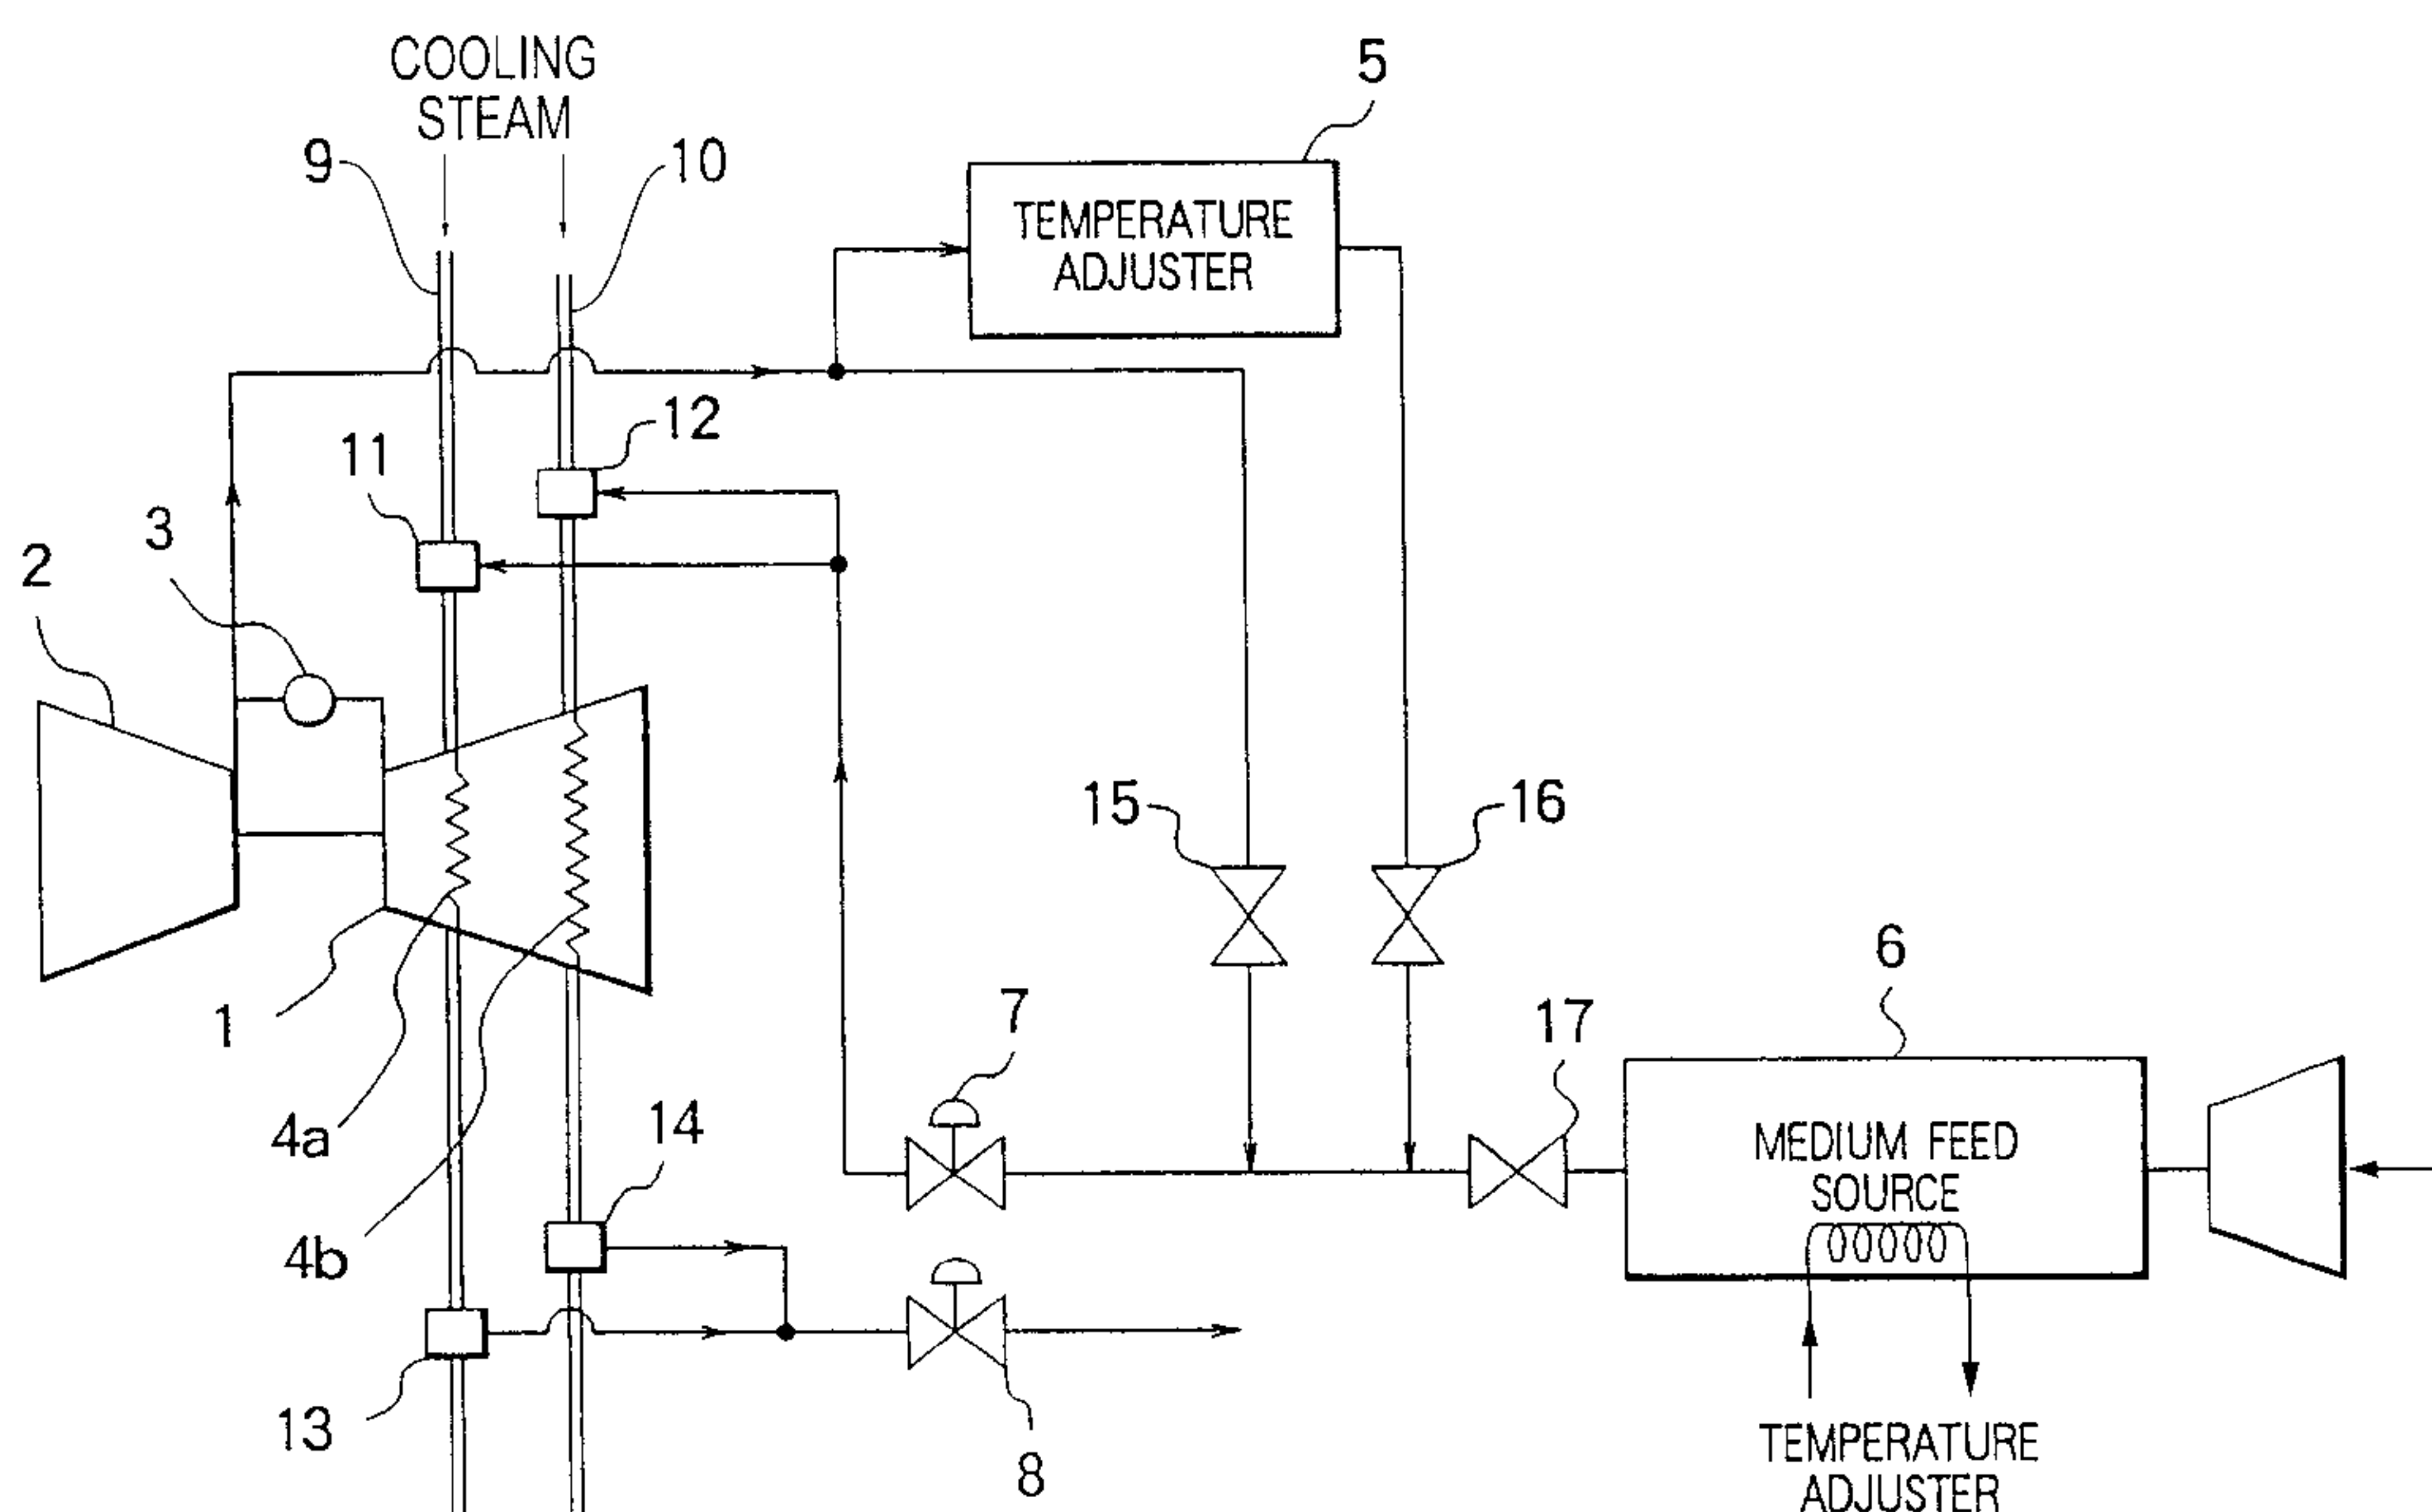 COOLING
STEAM
5
9
10
TEMPERATURE
ADJUSTER
12
11
3
2
15
16
6
1
7
17
4a
14
MEDIUM FEED
SOURCE
4b
13
8
TEMPERATURE
ADJUSTER